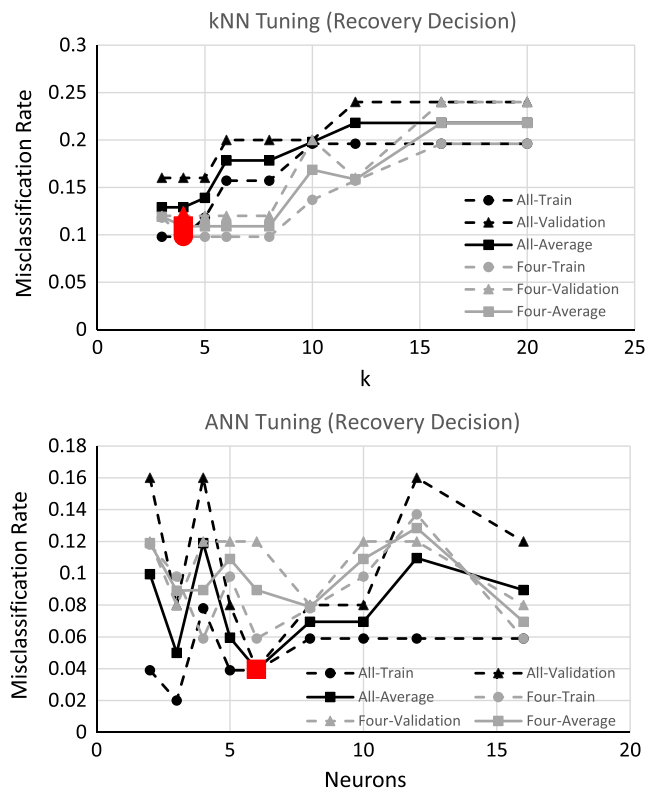 kNN Tuning (Recovery Decision)
0.3
0.25
0.2
0.15
0.1
0.05
0
Misclassification Rate
All-Train
All-Validation
All-Average
Four-Train
Four-Validation
Four-Average
0 5 10 15 20 25
k
ANN Tuning (Recovery Decision)
0.18
0.16
0.14
0.12
0.1
0.08
0.06
0.04
0.02
0
Misclassification Rate
All-Train All-Validation
All-Average Four-Train
Four-Validation Four-Average
0 5 10 15 20
Neurons